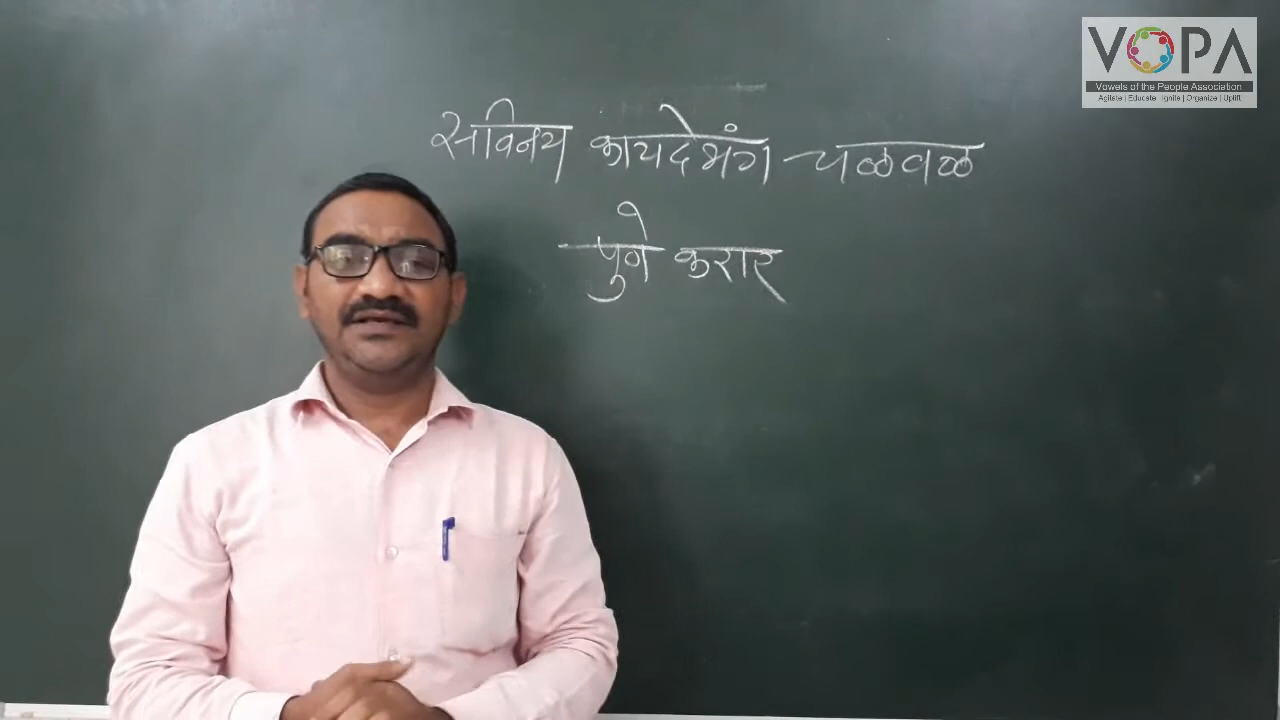 VOPA
Vowels of the People Association
Agitate | Educate | Ignite | Organize | Uplift
सविनय कायदेभंग चळवळ
पुणे करार